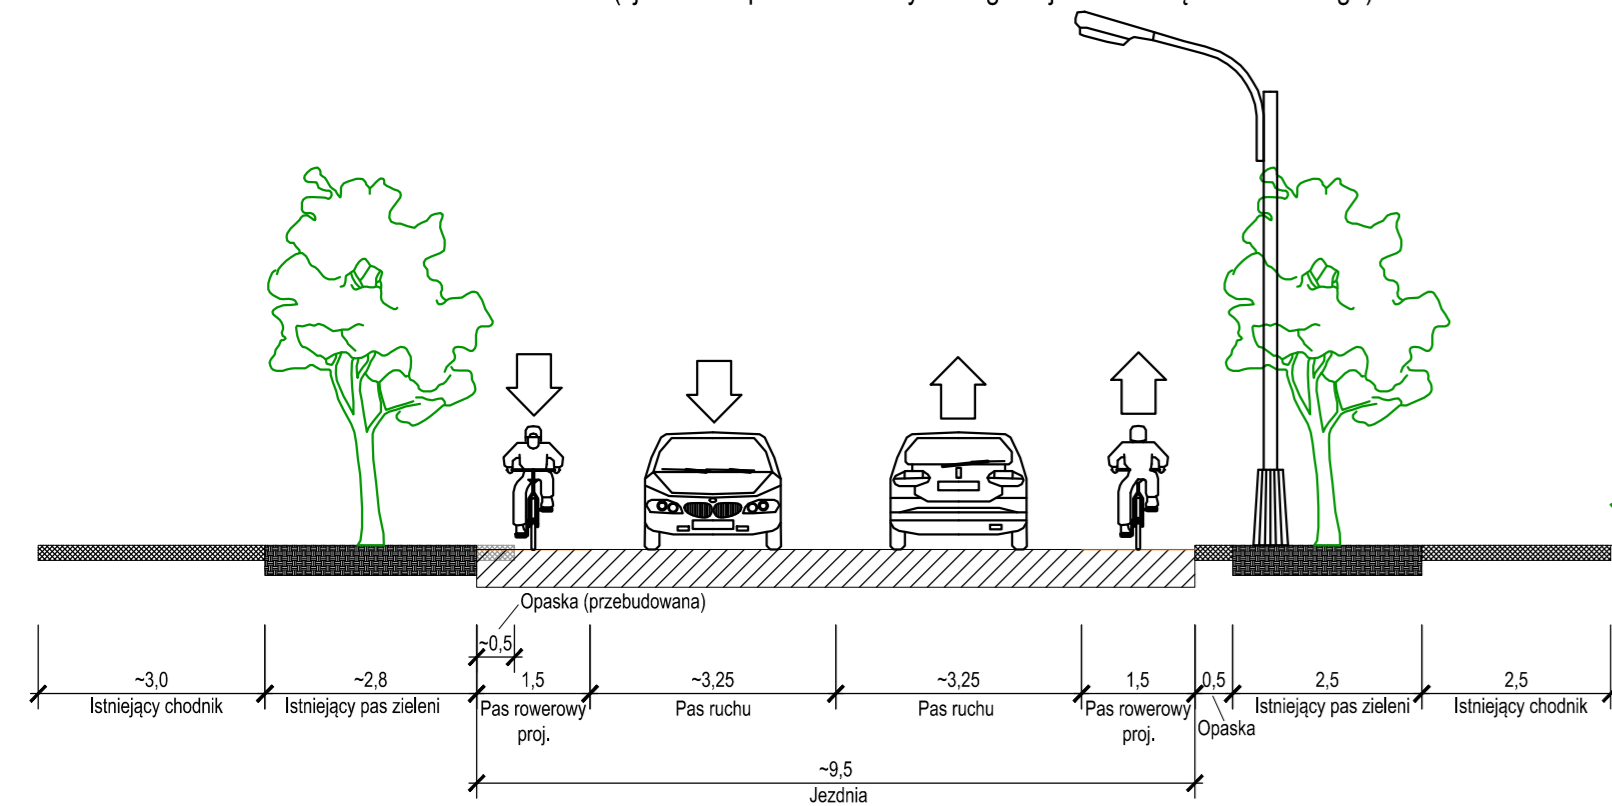 Opaska (przebudowana)
~0,5
~3,0
Istniejący chodnik
~2,8
Istniejący pas zieleni
1,5
Pas rowerowy
proj.
~3,25
Pas ruchu
~3,25
Pas ruchu
1,5
Pas rowerowy
proj.
0,5
Opaska
2,5
Istniejący pas zieleni
2,5
Istniejący chodnik
~9,5
Jezdnia